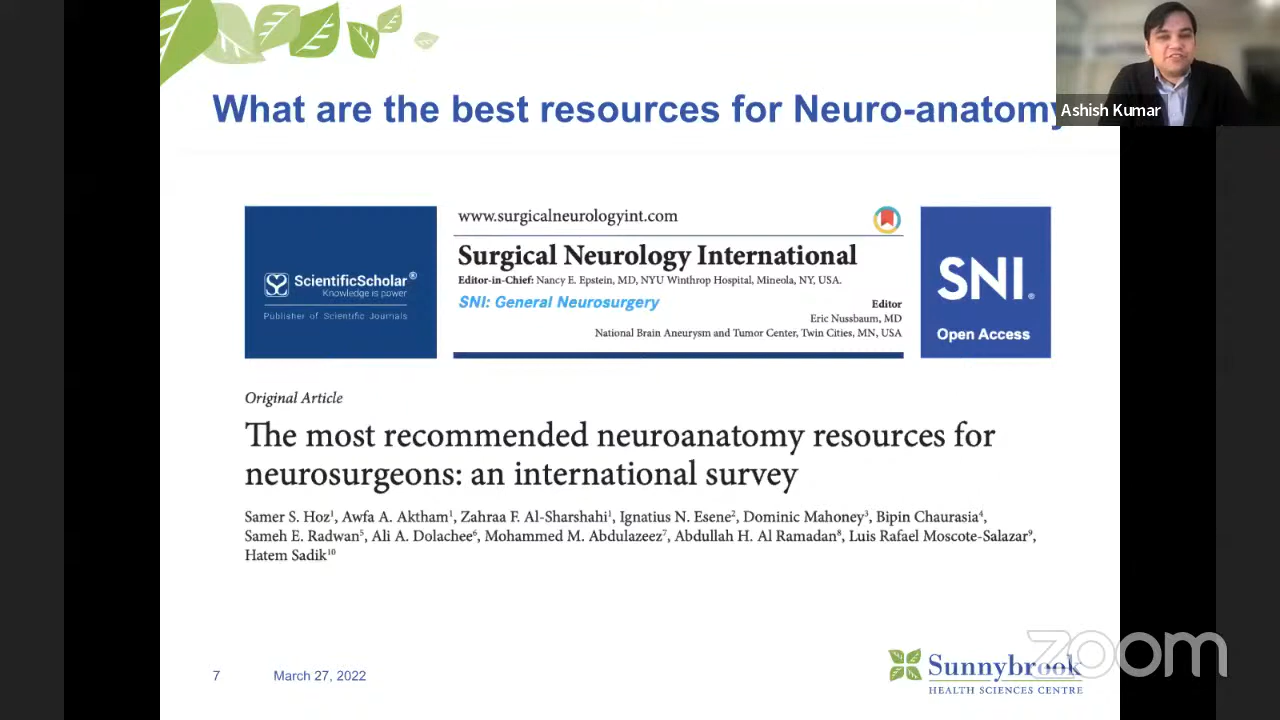 What are the best resources for Neuro-anatomy
Ashish Kumar
ScientificScholar®
Knowledge is power
Publisher of Scientific Journals
www.surgicalneurologyint.com
Surgical Neurology International
Editor-in-Chief: Nancy E. Epstein, MD, NYU Winthrop Hospital, Mineola, NY, USA.
SNI: General Neurosurgery
Editor
Eric Nussbaum, MD
National Brain Aneurysm and Tumor Center, Twin Cities, MN, USA
SNI®
Open Access
Original Article
The most recommended neuroanatomy resources for
neurosurgeons: an international survey
Samer S. Hoz¹, Awfa A. Aktham¹, Zahraa F. Al-Sharshahi¹, Ignatius N. Esene², Dominic Mahoney³, Bipin Chaurasia⁴,
Sameh E. Radwan⁵, Ali A. Dolachee⁶, Mohammed M. Abdulazeez⁷, Abdullah H. Al Ramadan⁸, Luis Rafael Moscote-Salazar⁹,
Hatem Sadik¹⁰
7
March 27, 2022
Sunnybrook
HEALTH SCIENCES CENTRE
zoom